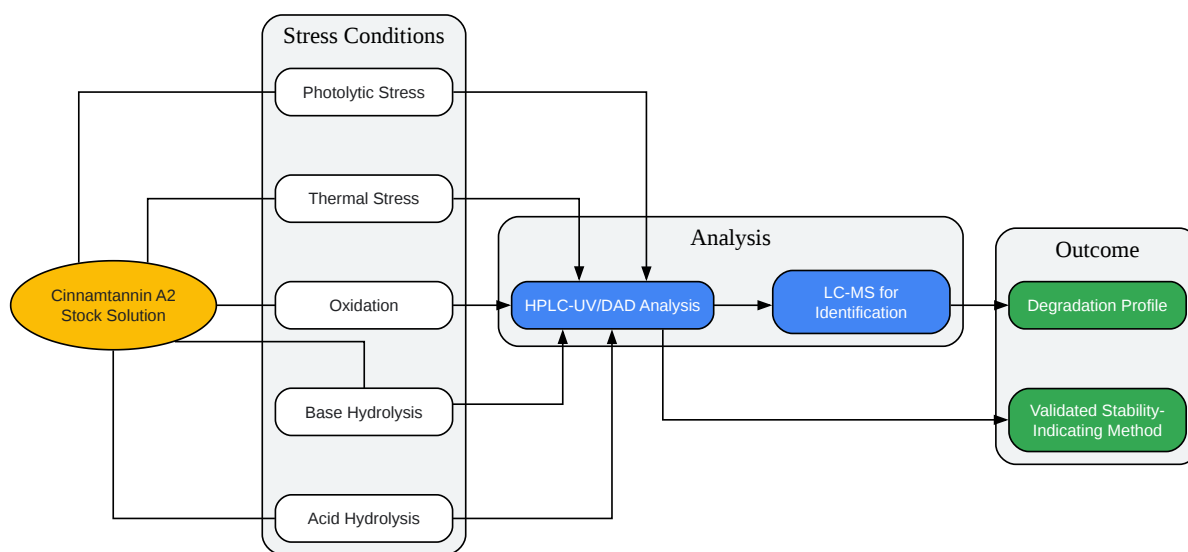 Stress Conditions
Photolytic Stress
Thermal Stress
Oxidation
Base Hydrolysis
Acid Hydrolysis
Cinnamtannin A2
Stock Solution
Analysis
HPLC-UV/DAD Analysis
LC-MS for
Identification
Outcome
Degradation Profile
Validated Stability-
Indicating Method